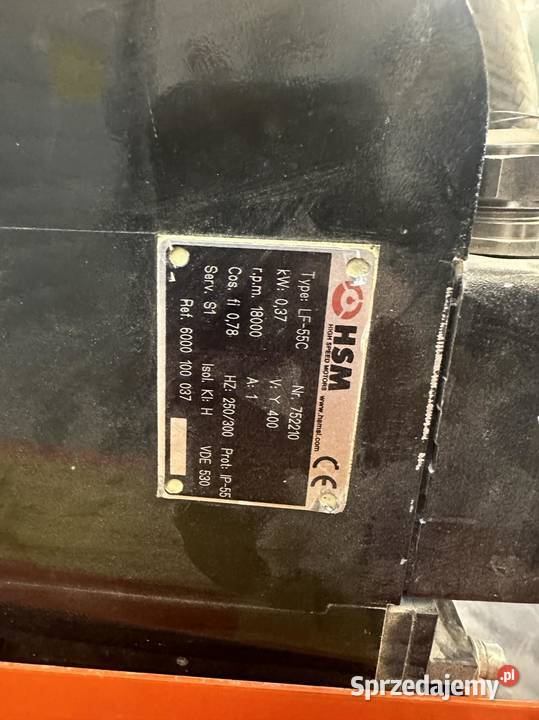 HSM
HIGH SPEED MOTORS www.hsmsl.com CE
Type: LF-55C Nr. 752210
kW: 0,37 V: Y 400
r.p.m. 18000 A: 1
Cos. fi 0,78 HZ: 250/300 Prot: IP-55
Serv. S1 Isol. Kl: H VDE 530
Ref. 6000 100 037
Sprzedajemy.pl